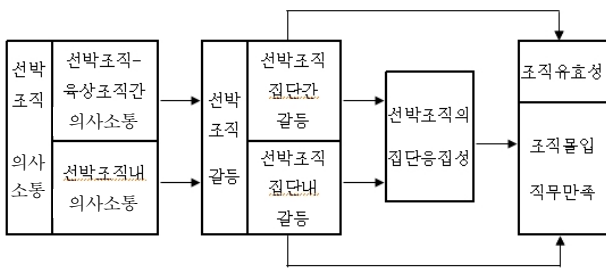 선박
조직
의사
소통
선박조직-
육상조직간
의사소통
선박조직내
의사소통
선박
조직
갈등
선박조직
집단간
갈등
선박조직
집단내
갈등
선박조직의
집단응집성
조직유효성
조직몰입
직무만족